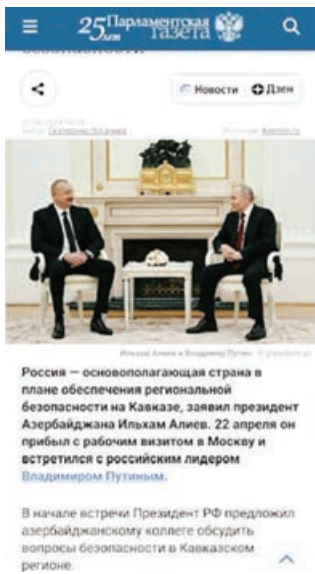 25 Парламентская
лет газета
безопасности
Новости Дзен
Ильхам Алиев и Владимир Путин
Россия — основополагающая страна в
плане обеспечения региональной
безопасности на Кавказе, заявил президент
Азербайджана Ильхам Алиев. 22 апреля он
прибыл с рабочим визитом в Москву и
встретился с российским лидером
Владимиром Путиным.
В начале встречи Президент РФ предложил
азербайджанскому коллеге обсудить
вопросы безопасности в Кавказском
регионе.